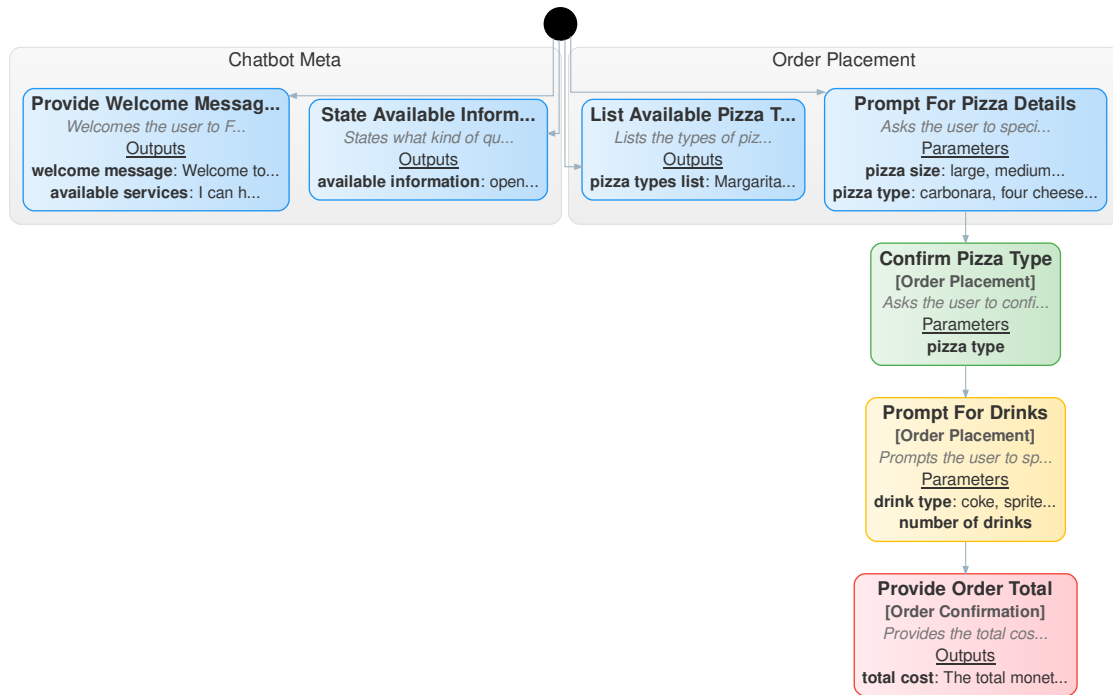 Chatbot Meta
Provide Welcome Messag...
Welcomes the user to F...
Outputs
welcome message: Welcome to...
available services: I can h...
State Available Inform...
States what kind of qu...
Outputs
available information: open...
Order Placement
List Available Pizza T...
Lists the types of piz...
Outputs
pizza types list: Margarita...
Prompt For Pizza Details
Asks the user to speci...
Parameters
pizza size: large, medium...
pizza type: carbonara, four cheese...
Confirm Pizza Type
[Order Placement]
Asks the user to confi...
Parameters
pizza type
Prompt For Drinks
[Order Placement]
Prompts the user to sp...
Parameters
drink type: coke, sprite...
number of drinks
Provide Order Total
[Order Confirmation]
Provides the total cos...
Outputs
total cost: The total monet...